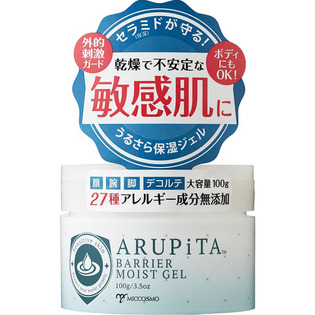 セラミドが守る!
(保湿)
外的
刺激
ガード
ボディ
にも
OK!
乾燥で不安定な
敏感肌に
うるさら保湿ジェル
顔 腕 脚 デコルテ 大容量100g
27種アレルギー成分無添加
ARUPiTA™
BARRIER
MOIST GEL
100g/3.5oz
MICCOSMO